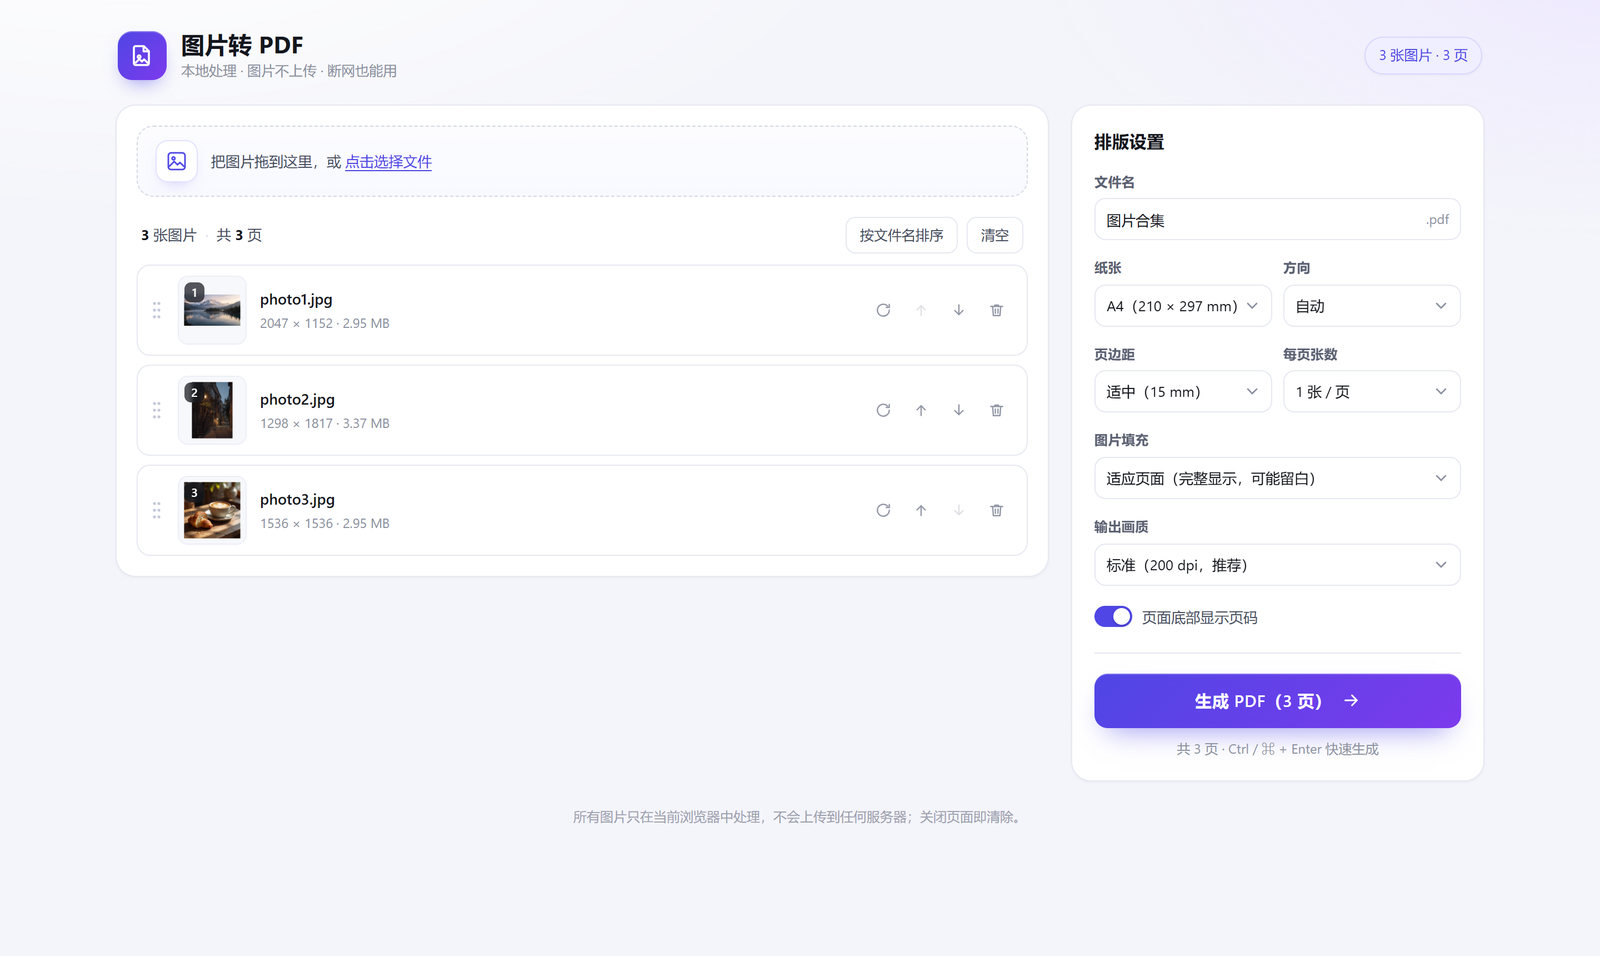 图片转 PDF
本地处理 · 图片不上传 · 断网也能用
3 张图片 · 3 页
把图片拖到这里，或 点击选择文件
3 张图片 · 共 3 页
按文件名排序
清空
1
photo1.jpg
2047 × 1152 · 2.95 MB
2
photo2.jpg
1298 × 1817 · 3.37 MB
3
photo3.jpg
1536 × 1536 · 2.95 MB
排版设置
文件名
图片合集 .pdf
纸张 方向
A4（210 × 297 mm） 自动
页边距 每页张数
适中（15 mm） 1 张 / 页
图片填充
适应页面（完整显示，可能留白）
输出画质
标准（200 dpi，推荐）
页面底部显示页码
生成 PDF（3 页） →
共 3 页 · Ctrl / ⌘ + Enter 快速生成
所有图片只在当前浏览器中处理，不会上传到任何服务器；关闭页面即清除。